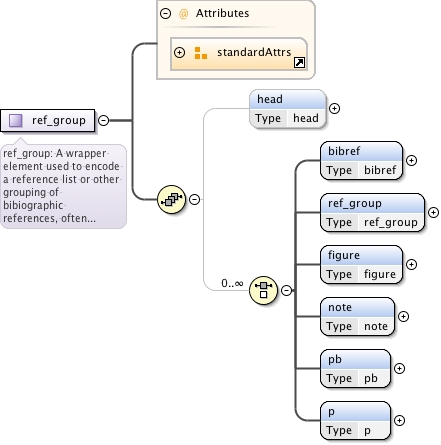 @ Attributes
standardAttrs
ref_group
ref_group: A wrapper
element used to encode
a reference list or other
grouping of
bibiographic
references, often...
head
Type head
0..∞
bibref
Type bibref
ref_group
Type ref_group
figure
Type figure
note
Type note
pb
Type pb
p
Type p